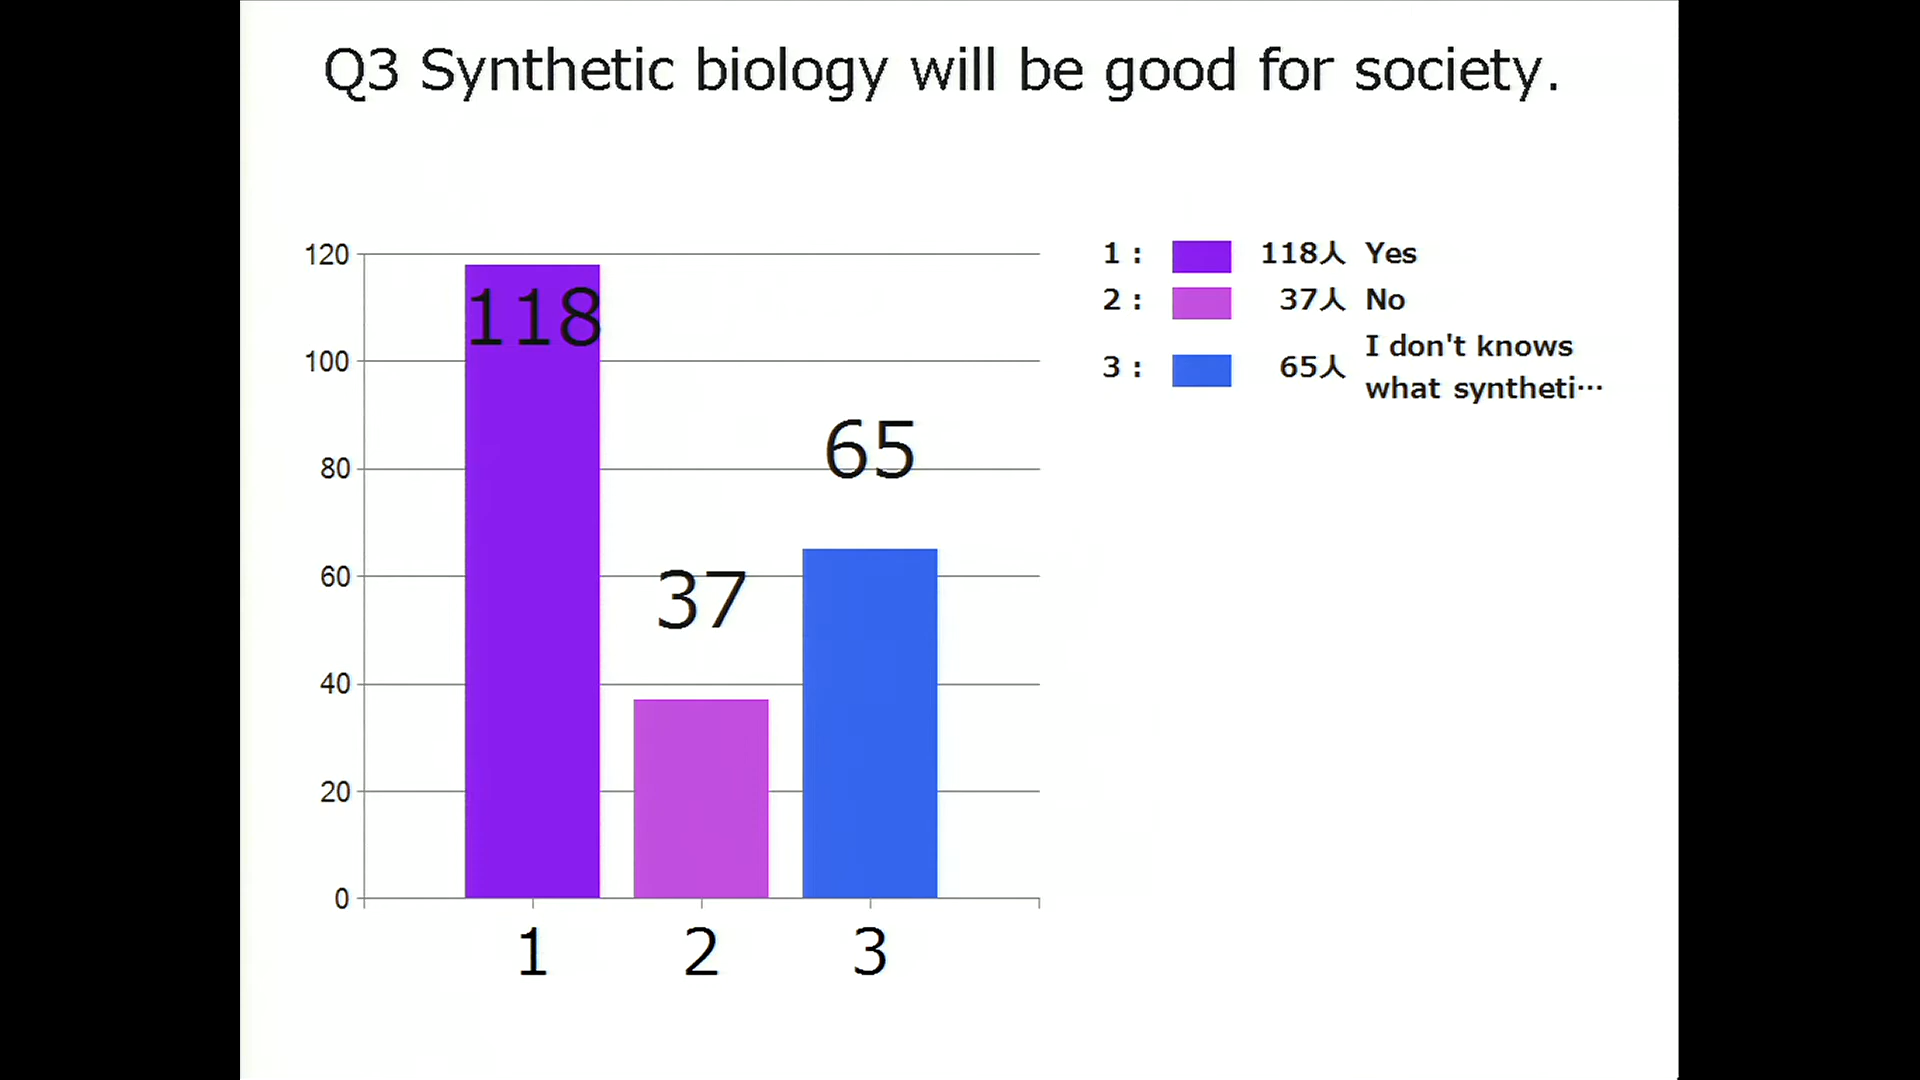 Q3 Synthetic biology will be good for society.
120
100
80
60
40
20
0
118
37
65
1
2
3
1 : 118人 Yes
2 : 37人 No
3 : 65人 I don't knows
what syntheti…